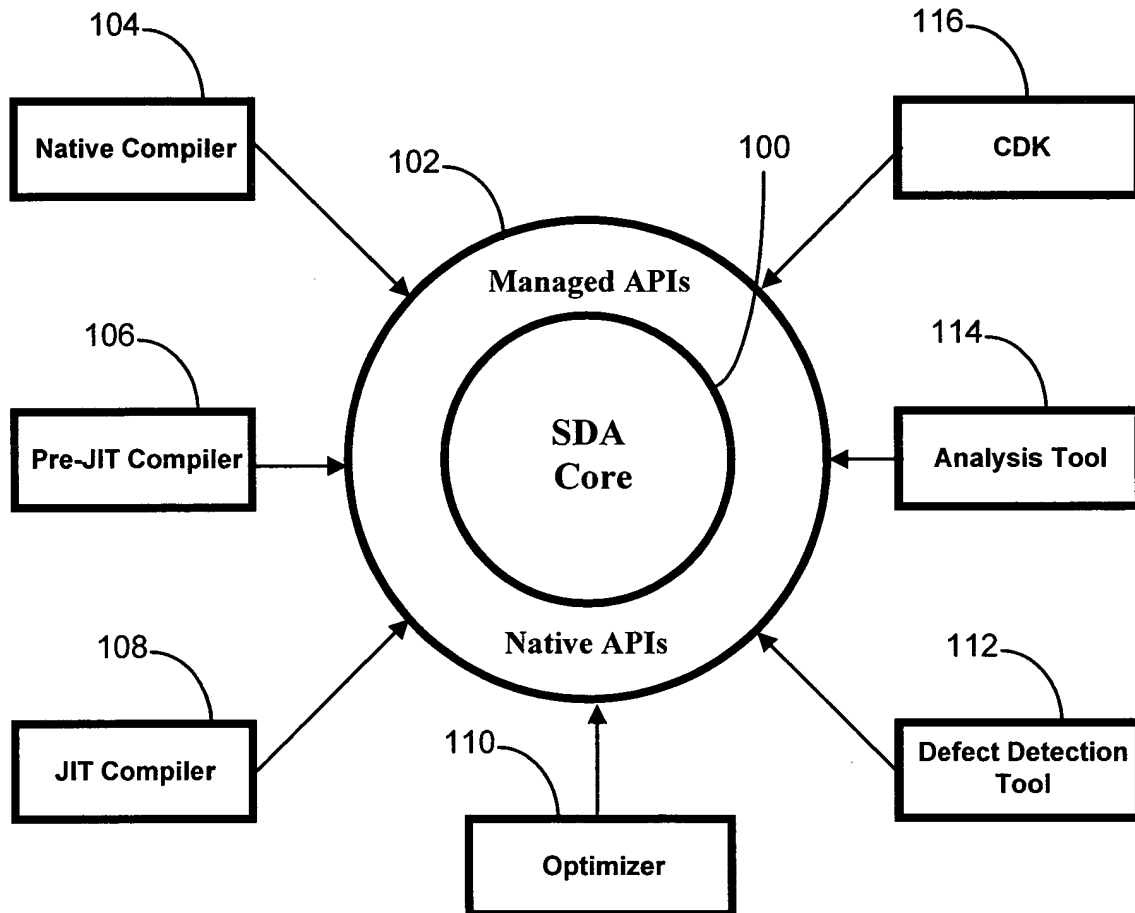 104
116
Native Compiler
CDK
102
100
Managed APIs
106
114
SDA
Core
Pre-JIT Compiler
Analysis Tool
Native APIs
108
112
JIT Compiler
110
Defect Detection
Tool
Optimizer